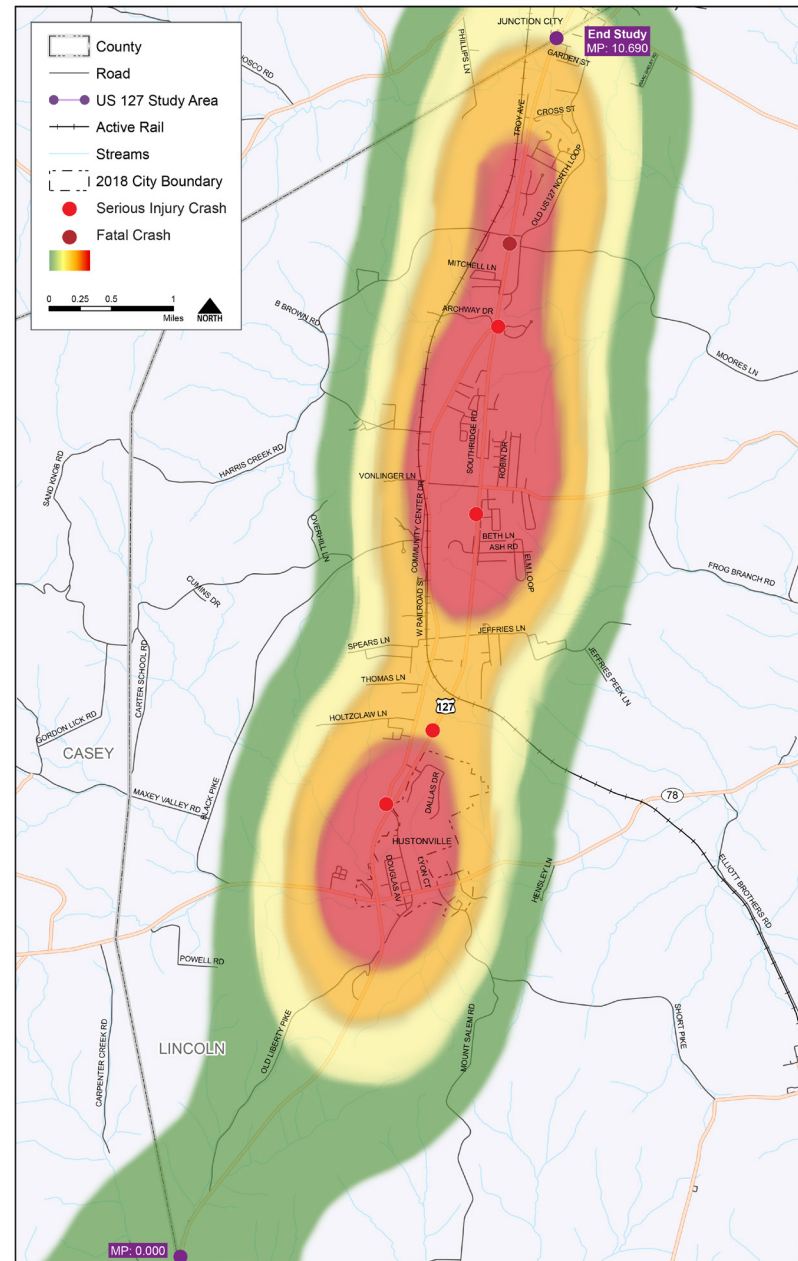 County
Road
US 127 Study Area
Active Rail
Streams
2018 City Boundary
Serious Injury Crash
Fatal Crash
0 0.25 0.5 1
Miles
NORTH
JUNCTION CITY
End Study
MP: 10.690
PHILLIPS LN
GARDEN ST
CROSS ST
TROY AVE
OLD US127 NORTH LOOP
MITCHELL LN
ARCHWAY DR
B BROWN RD
MOORES LN
HARRIS CREEK RD
SAND KNOB RD
SOUTHRIDGE RD
ROBIN DR
VONLINGER LN
COMMUNITY CENTER DR
OVERHILL LN
BETH LN
ASH RD
ELM LOOP
FROG BRANCH RD
CUMINS DR
W RAILROAD ST
JEFFRIES LN
SPEARS LN
JEFFRIES PEEK LN
CARTER SCHOOL RD
THOMAS LN
127
HOLTZCLAW LN
GORDON LICK RD
CASEY
DALLAS DR
78
MAXEY VALLEY RD
BLACK PIKE
HUSTONVILLE
DOUGLAS AV
LYON CT
HENSLEY LN
ELLIOTT BROTHERS RD
POWELL RD
OLD LIBERTY PIKE
MOUNT SALEM RD
SHORT PIKE
LINCOLN
CARPENTER CREEK RD
MP: 0.000